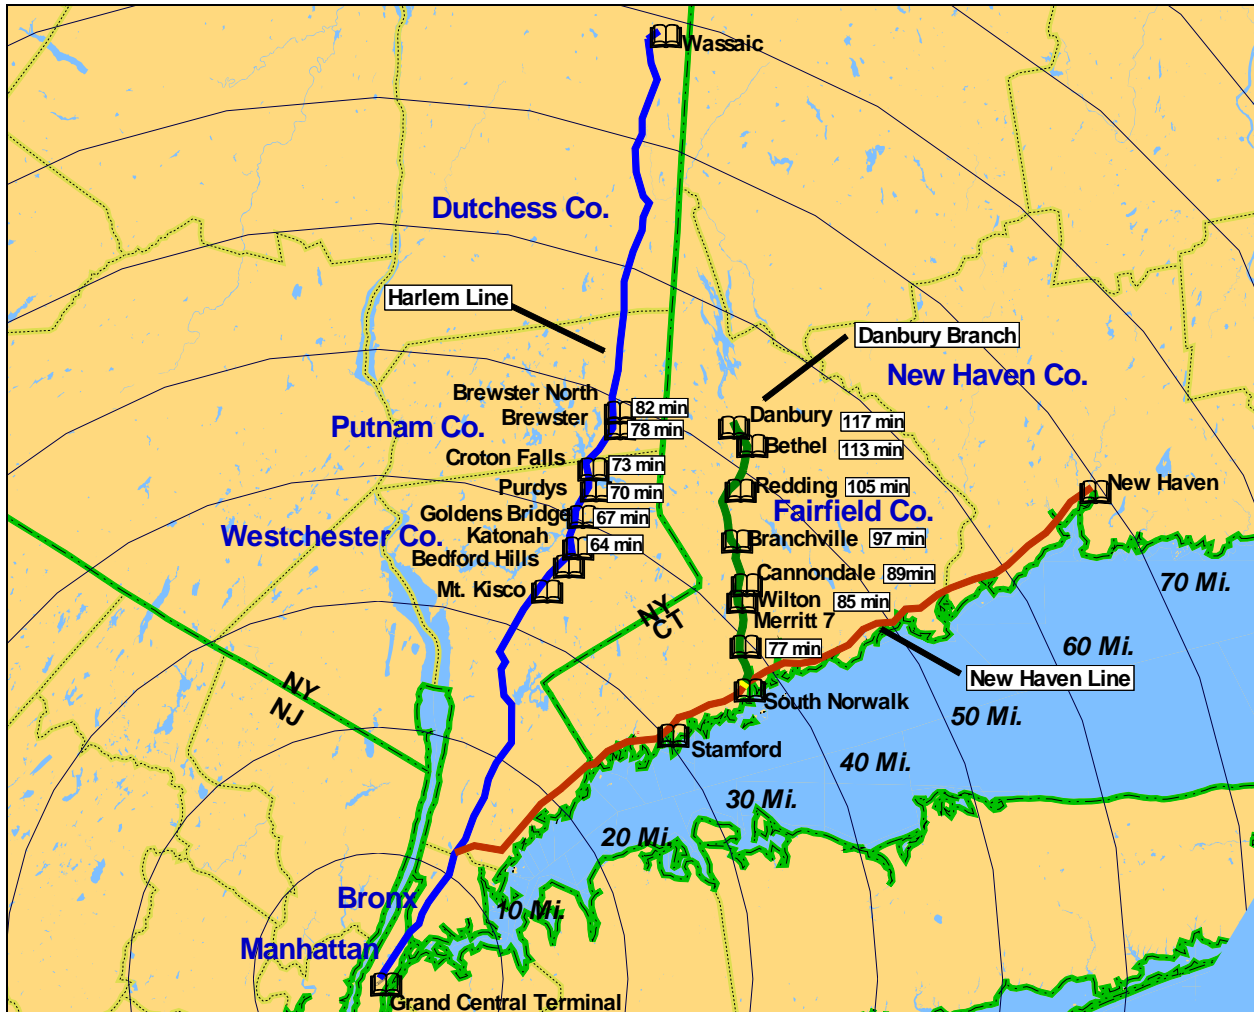 Wassaic
Dutchess Co.
Harlem Line
Danbury Branch
New Haven Co.
Brewster North
82 min
Brewster
78 min
Putnam Co.
Danbury
117 min
Bethel
113 min
Croton Falls
73 min
Purdys
70 min
Redding
105 min
New Haven
Goldens Bridge
67 min
Fairfield Co.
Westchester Co.
Katonah
64 min
Branchville
97 min
Bedford Hills
Cannondale
89min
Mt. Kisco
Wilton
85 min
Merritt 7
77 min
NY
CT
70 Mi.
60 Mi.
New Haven Line
NY
NJ
South Norwalk
50 Mi.
Stamford
40 Mi.
30 Mi.
20 Mi.
Bronx
10 Mi.
Manhattan
Grand Central Terminal